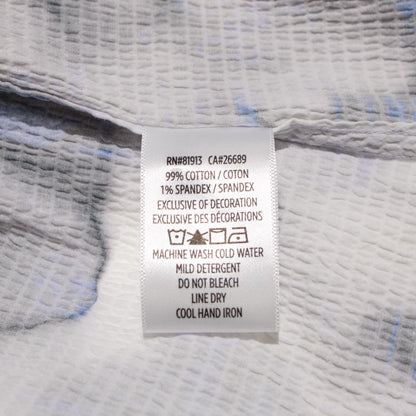 RN#81913 CA#26689
99% COTTON / COTON
1% SPANDEX / SPANDEX
EXCLUSIVE OF DECORATION
EXCLUSIVE DES DÉCORATIONS
MACHINE WASH COLD WATER
MILD DETERGENT
DO NOT BLEACH
LINE DRY
COOL HAND IRON